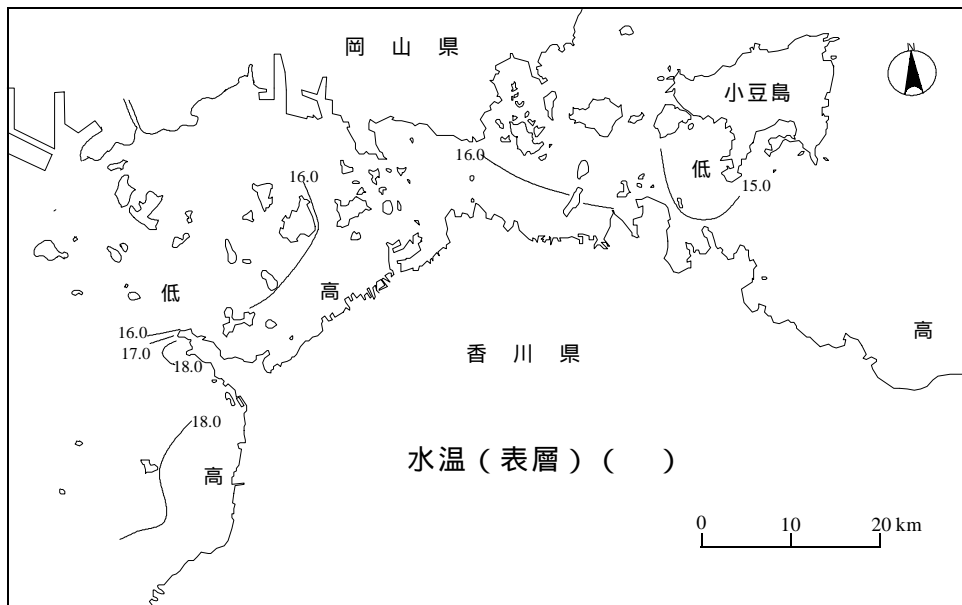 岡 山 県
N
小豆島
16.0
低
15.0
16.0
低
高
16.0
17.0
18.0
香 川 県
高
18.0
高
水温（表層）（　）
0 10 20 km